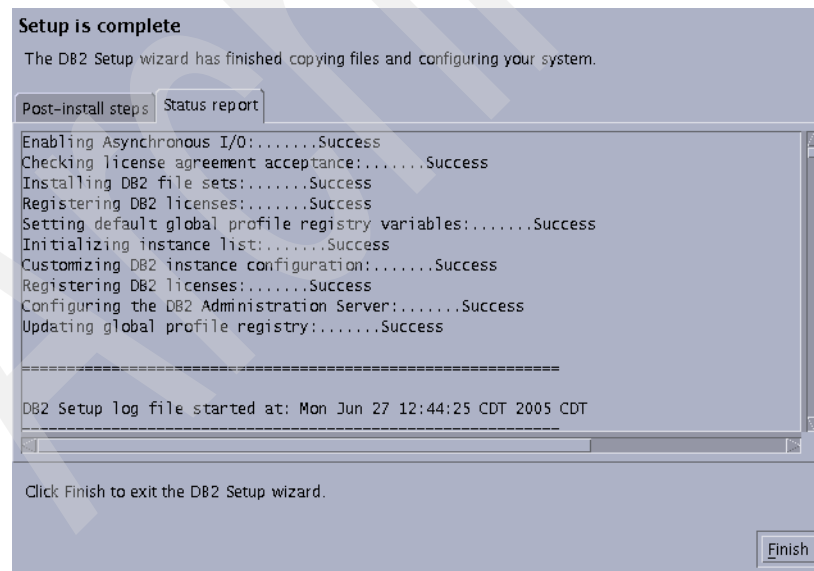 Setup is complete
The DB2 Setup wizard has finished copying files and configuring your system.
Post-install steps
Status report
Enabling Asynchronous I/O:.......Success
Checking license agreement acceptance:.......Success
Installing DB2 file sets:.......Success
Registering DB2 licenses:.......Success
Setting default global profile registry variables:.......Success
Initializing instance list:.......Success
Customizing DB2 instance configuration:.......Success
Registering DB2 licenses:.......Success
Configuring the DB2 Administration Server:.......Success
Updating global profile registry:.......Success
============================================================
DB2 Setup log file started at: Mon Jun 27 12:44:25 CDT 2005 CDT
============================================================
Click Finish to exit the DB2 Setup wizard.
Finish